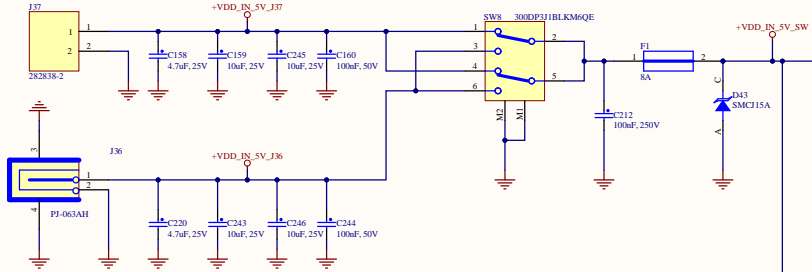 J37
+VDD_IN_5V_J37
1
1
2
2
282838-2
C158
4.7uF, 25V
C159
10uF, 25V
C245
10uF, 25V
C160
100nF, 50V
SW8
300DP3J1BLKM6QE
1
3
4
6
2
5
M2
M1
C212
100nF, 250V
F1
1
2
8A
+VDD_IN_5V_SW
C
D43
SMCJ15A
A
3
J36
1
2
4
PJ-063AH
+VDD_IN_5V_J36
C220
4.7uF, 25V
C243
10uF, 25V
C246
10uF, 25V
C244
100nF, 50V